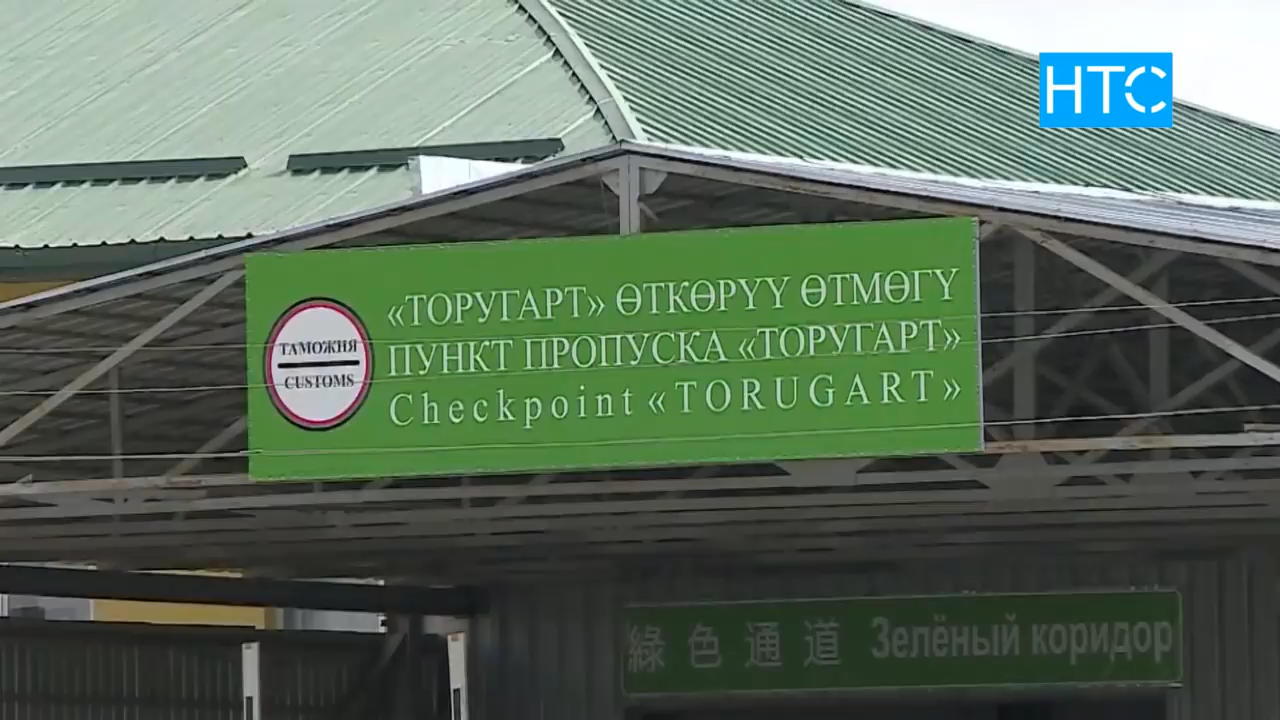 НТС
«ТОРУГАРТ» ӨТКӨРҮҮ ӨТМӨГҮ
ПУНКТ ПРОПУСКА «ТОРУГАРТ»
Checkpoint «TORUGART»
ТАМОЖНЯ
CUSTOMS
綠色通道 Зелёный коридор